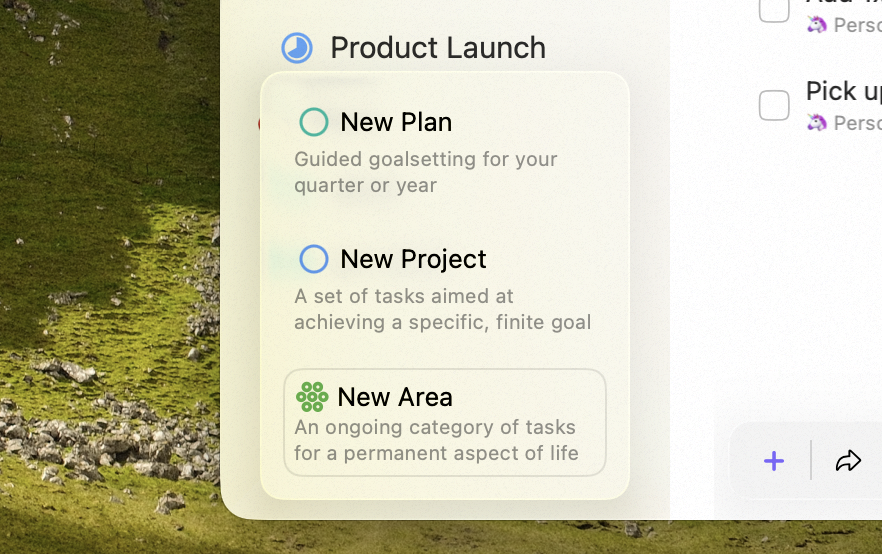 Product Launch
New Plan
Guided goalsetting for your
quarter or year
New Project
A set of tasks aimed at
achieving a specific, finite goal
New Area
An ongoing category of tasks
for a permanent aspect of life
Pick